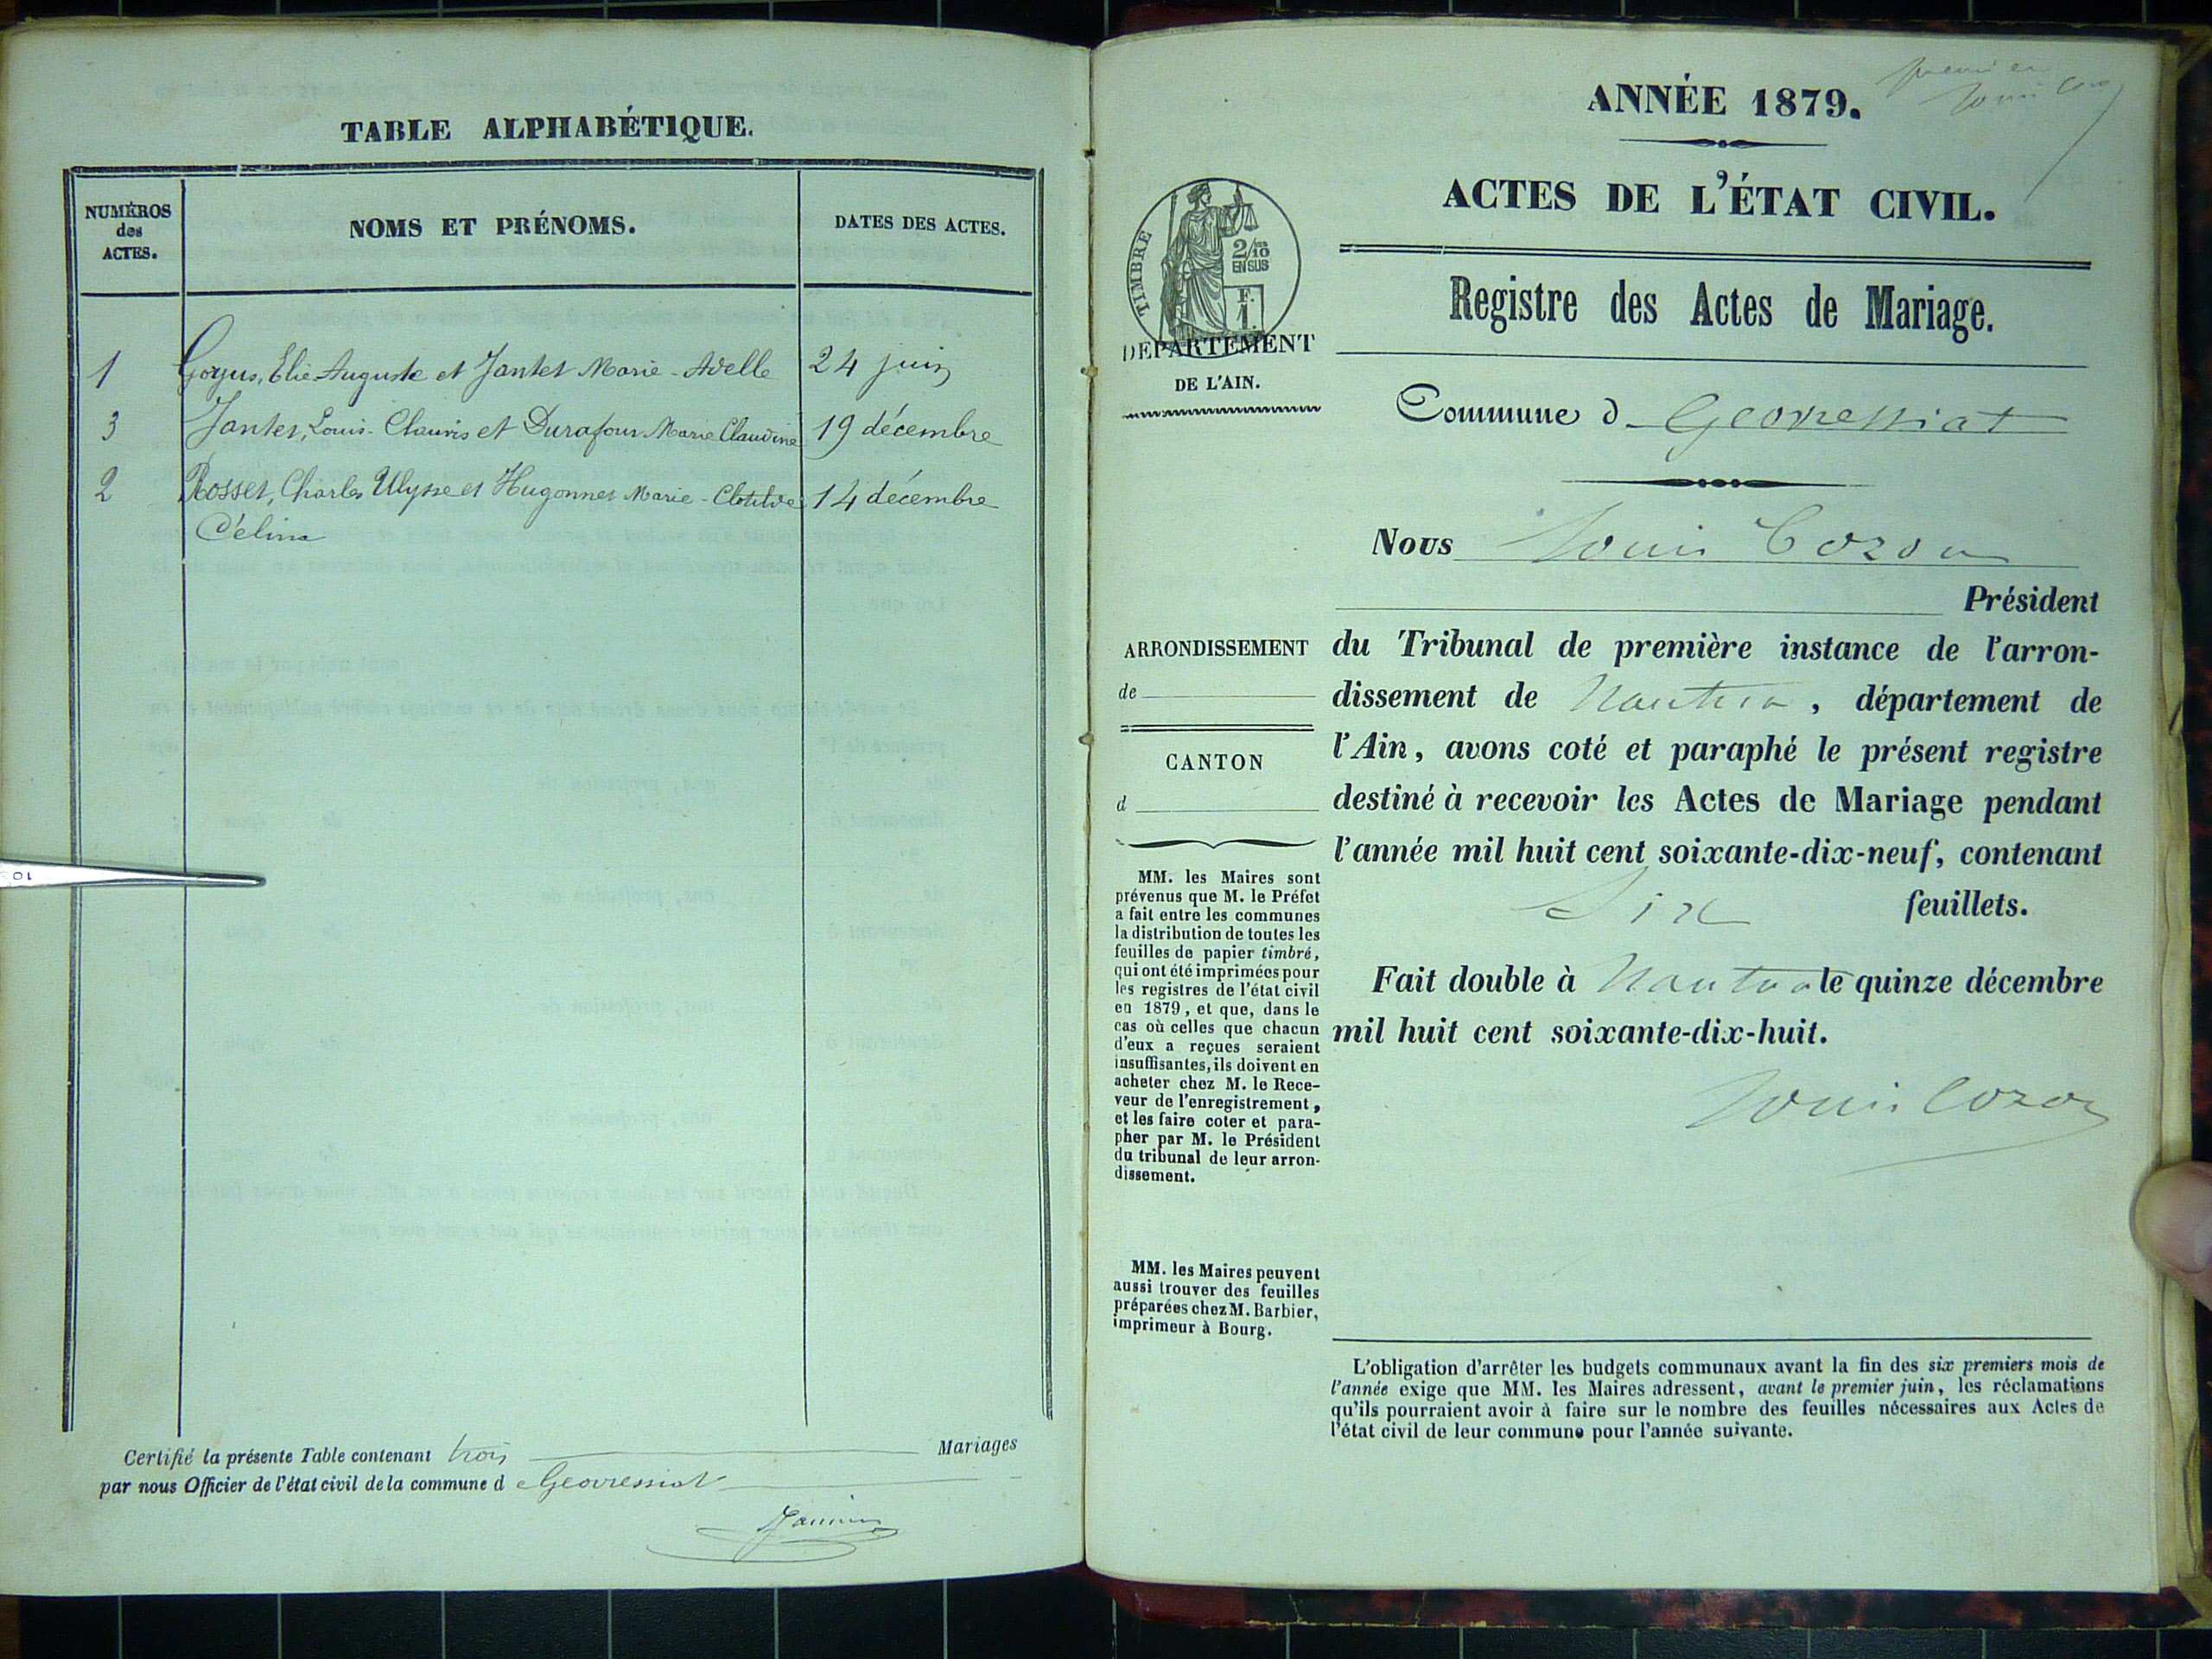 TABLE ALPHABÉTIQUE.
NUMÉROS
des
ACTES.
NOMS ET PRÉNOMS.
DATES DES ACTES.
1 Goyus, Elie Auguste et Jantet Marie-Adelle 24 juin
3 Jantet, Louis-Clauvis et Durafour Marie Claudine 19 décembre
2 Rosset, Charles Ulysse et Hugonnet Marie-Clotilde 14 décembre
Célina
Certifié la présente Table contenant trois Mariages
par nous Officier de l'état civil de la commune de Geovressiat
ANNÉE 1879.
premier
Louis Cozon
ACTES DE L'ÉTAT CIVIL.
TIMBRE
2/10
EN SUS
F.
1.
DÉPARTEMENT
DE L'AIN.
Registre des Actes de Mariage.
Commune d Geovressiat
Nous Louis Cozon
Président
ARRONDISSEMENT
de
CANTON
d
du Tribunal de première instance de l'arron-
dissement de Nantua, département de
l'Ain, avons coté et paraphé le présent registre
destiné à recevoir les Actes de Mariage pendant
l'année mil huit cent soixante-dix-neuf, contenant
Six feuillets.
Fait double à Nantua le quinze décembre
mil huit cent soixante-dix-huit.
Louis Cozon
MM. les Maires sont
prévenus que M. le Préfet
a fait entre les communes
la distribution de toutes les
feuilles de papier timbré,
qui ont été imprimées pour
les registres de l'état civil
en 1879, et que, dans le
cas où celles que chacun
d'eux a reçues seraient
insuffisantes, ils doivent en
acheter chez M. le Rece-
veur de l'enregistrement,
et les faire coter et para-
pher par M. le Président
du tribunal de leur arron-
dissement.
MM. les Maires peuvent
aussi trouver des feuilles
préparées chez M. Barbier,
imprimeur à Bourg.
L'obligation d'arrêter les budgets communaux avant la fin des six premiers mois de
l'année exige que MM. les Maires adressent, avant le premier juin, les réclamations
qu'ils pourraient avoir à faire sur le nombre des feuilles nécessaires aux Actes de
l'état civil de leur commune pour l'année suivante.